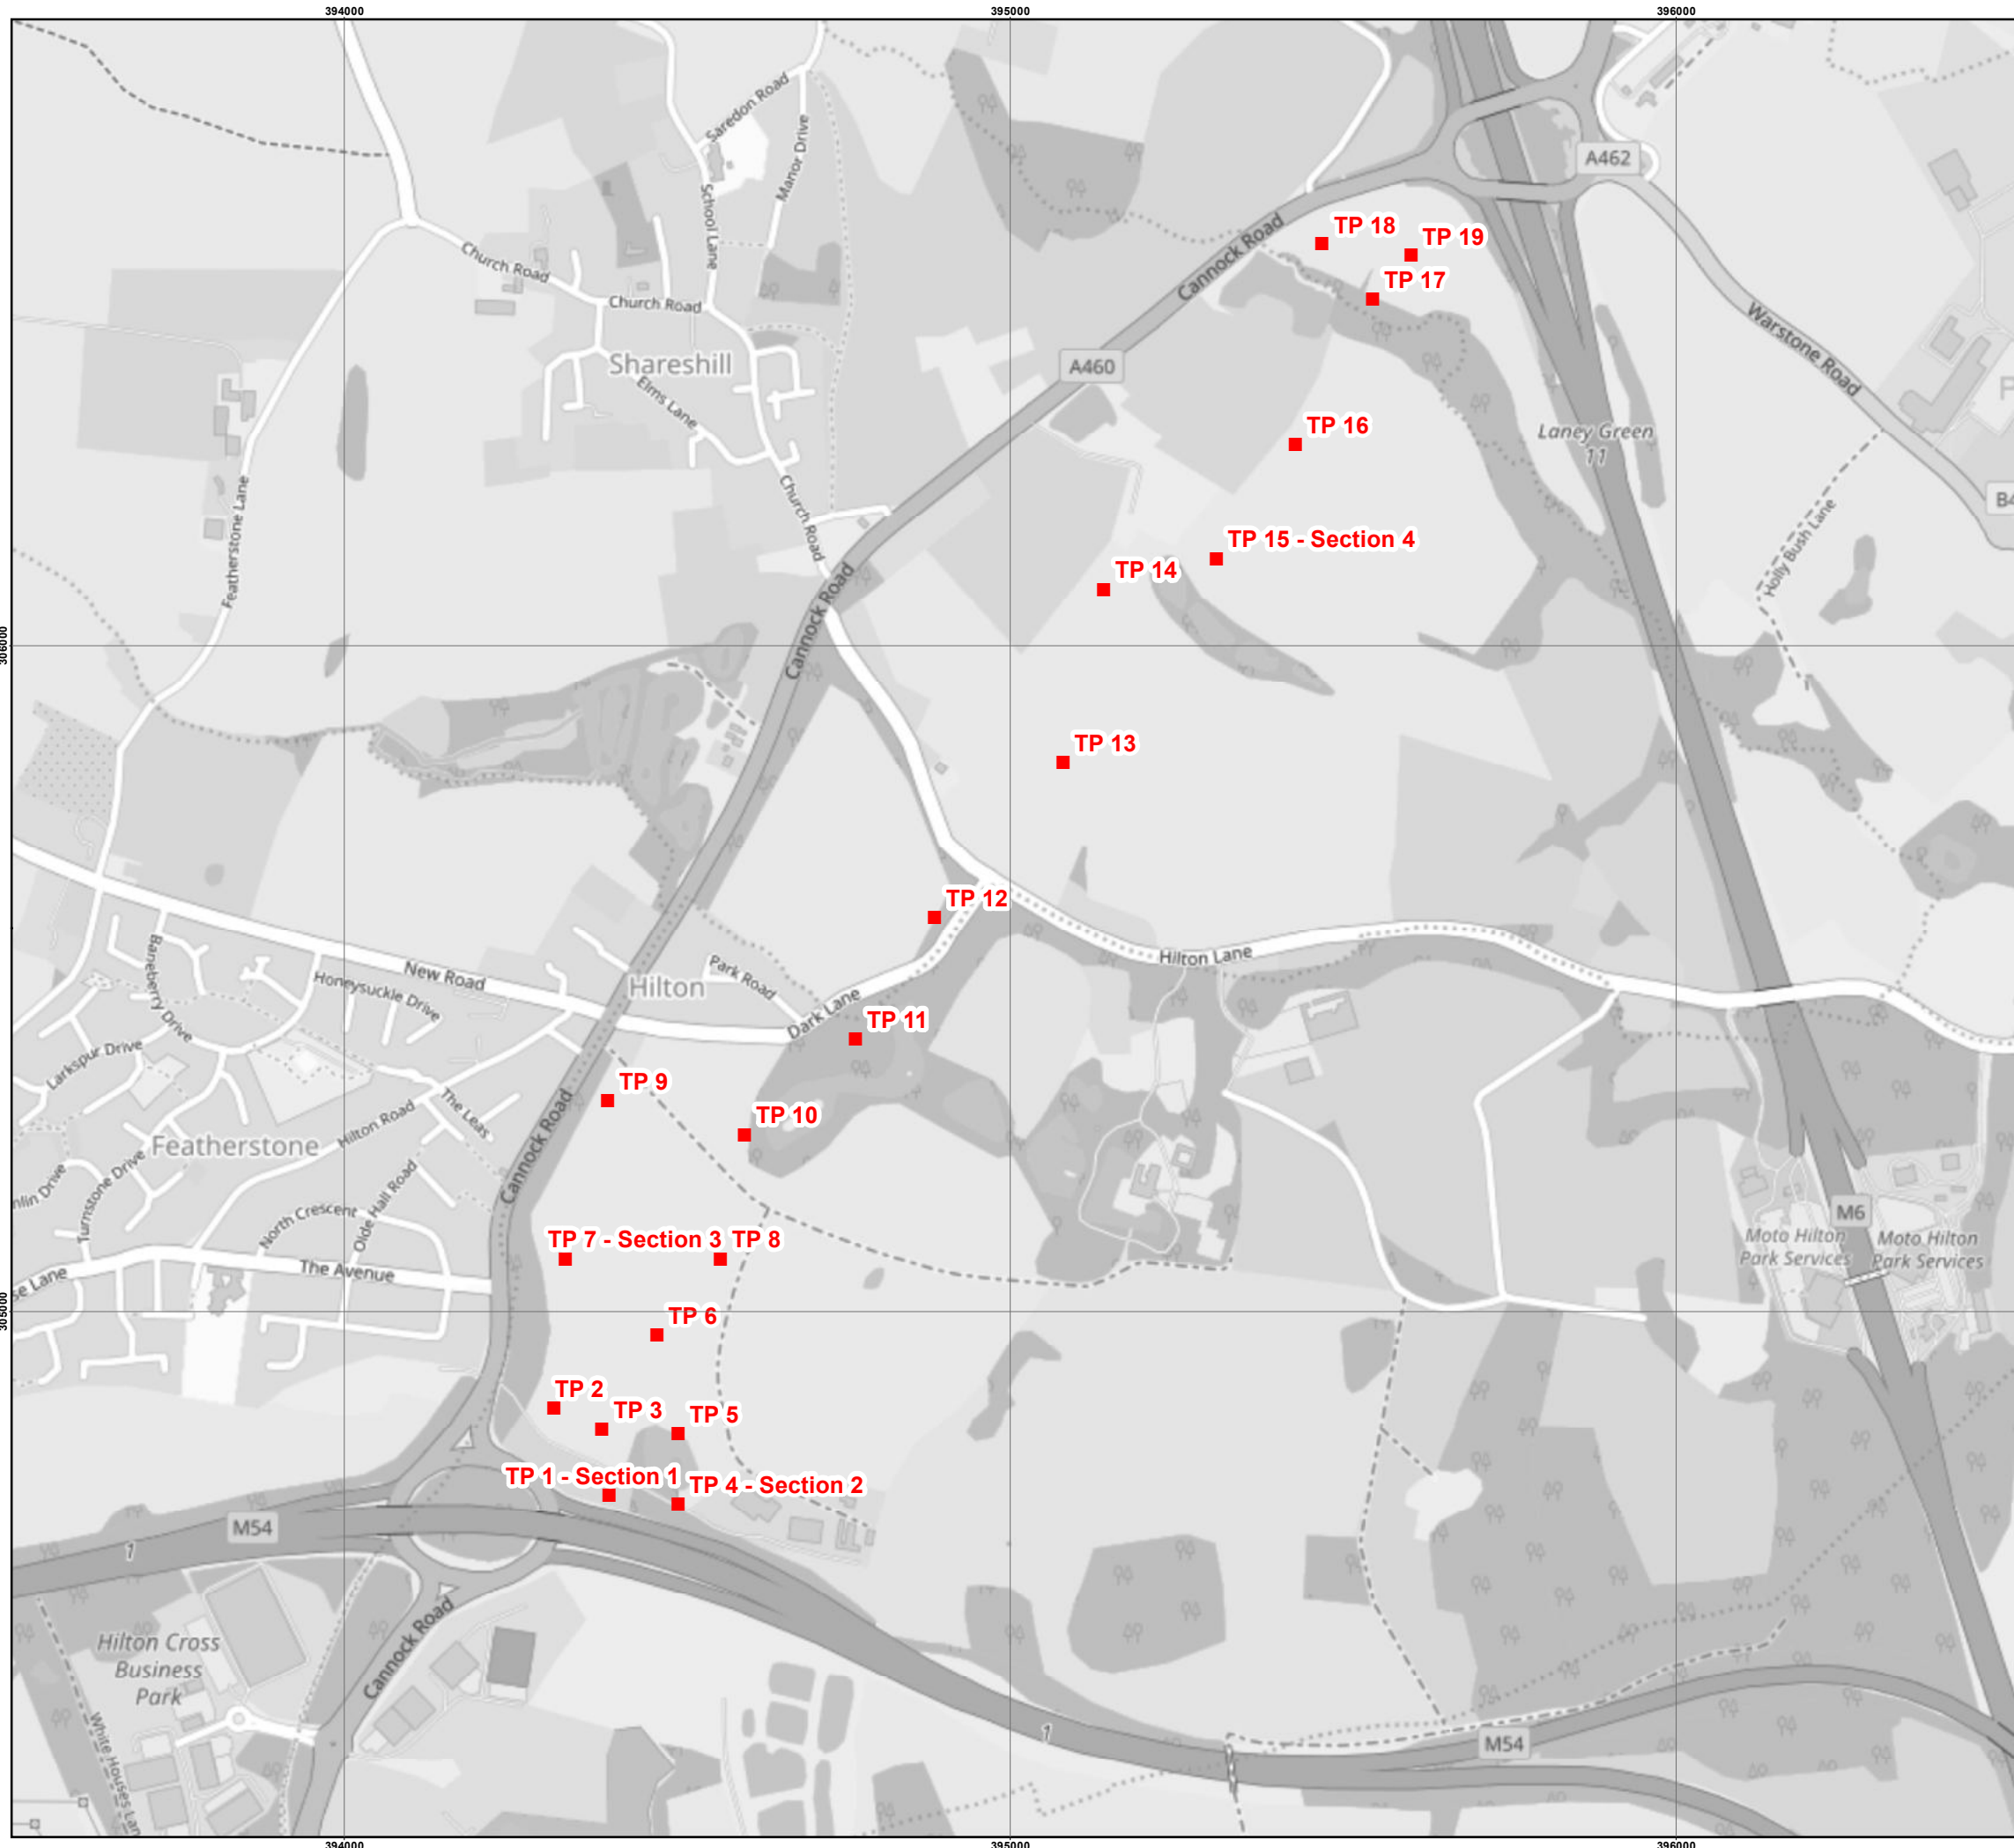 394000
395000
396000
Saredon Road
Manor Drive
School Lane
A462
Church Road
TP 18
TP 19
Cannock Road
TP 17
Church Road
Warstone Road
Shareshill
A460
Elms Lane
TP 16
Laney Green
11
Featherstone Lane
Church Road
Holly Bush Lane
TP 15 - Section 4
TP 14
Cannock Road
306000
TP 13
TP 12
Baneberry Drive
New Road
Honeysuckle Drive
Hilton
Park Road
Hilton Lane
Dark Lane
TP 11
Larkspur Drive
TP 9
The Leas
Hilton Road
TP 10
Featherstone
Cannock Road
Turnstone Drive
North Crescent
Olde Hall Road
M6
TP 7 - Section 3
TP 8
Moto Hilton
Park Services
Moto Hilton
Park Services
The Avenue
305000
TP 6
TP 2
TP 3
TP 5
TP 1 - Section 1
TP 4 - Section 2
M54
1
Cannock Road
Hilton Cross
Business
Park
White Houses Lan
1
M54
394000
395000
396000